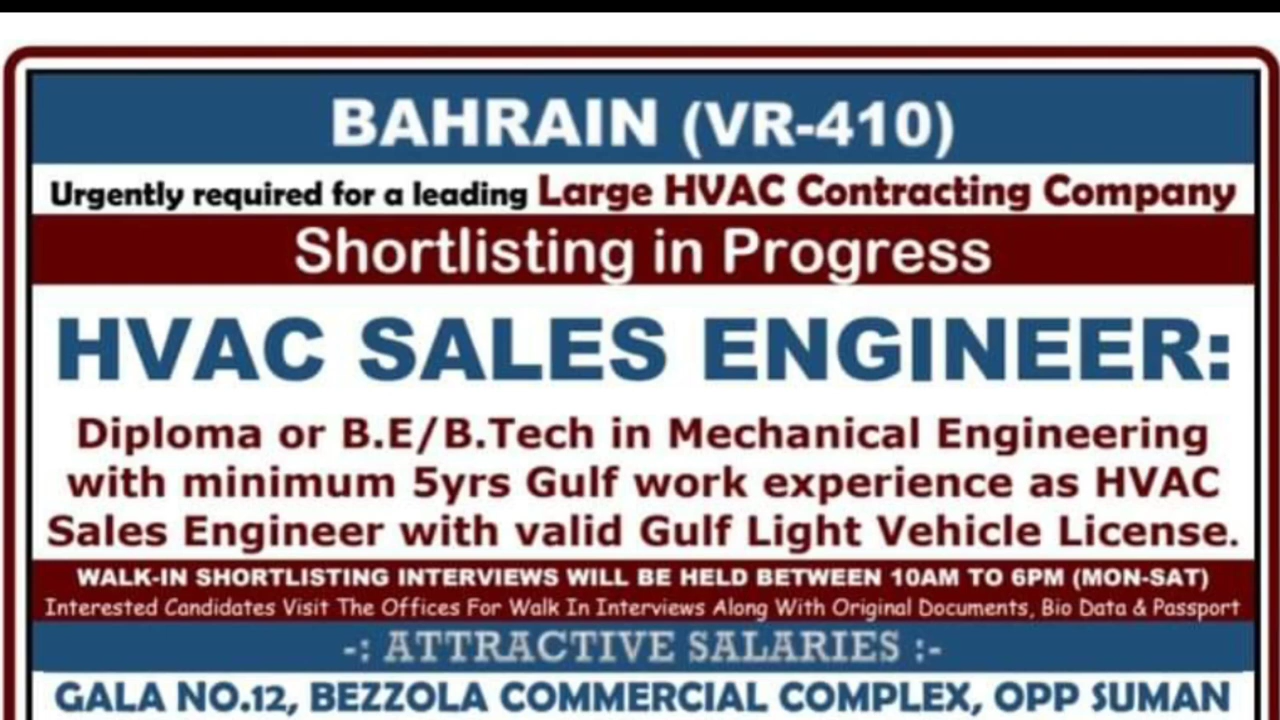 BAHRAIN (VR-410)
Urgently required for a leading Large HVAC Contracting Company
Shortlisting in Progress
HVAC SALES ENGINEER:
Diploma or B.E/B.Tech in Mechanical Engineering
with minimum 5yrs Gulf work experience as HVAC
Sales Engineer with valid Gulf Light Vehicle License.
WALK-IN SHORTLISTING INTERVIEWS WILL BE HELD BETWEEN 10AM TO 6PM (MON-SAT)
Interested Candidates Visit The Offices For Walk In Interviews Along With Original Documents, Bio Data & Passport
-: ATTRACTIVE SALARIES :-
GALA NO.12, BEZZOLA COMMERCIAL COMPLEX, OPP SUMAN